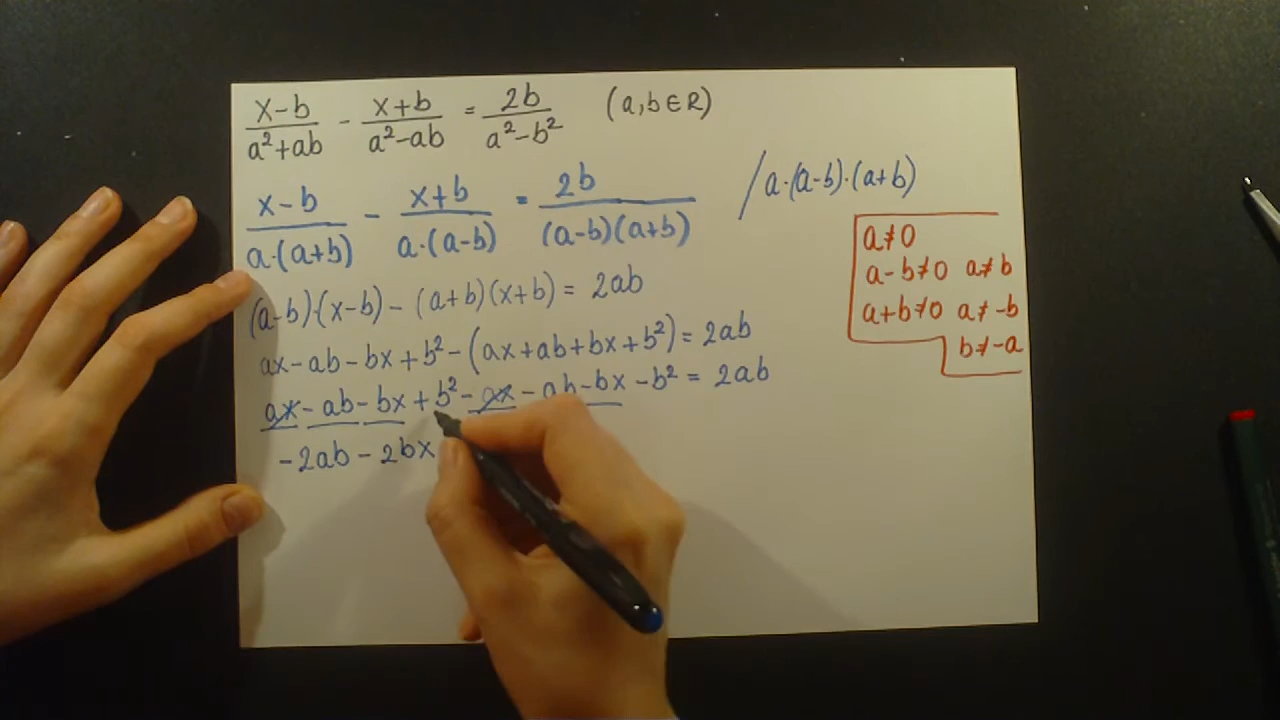 (x-b)/(a²+ab) - (x+b)/(a²-ab) = 2b/(a²-b²) (a,b∈R)
(x-b)/(a·(a+b)) - (x+b)/(a·(a-b)) = 2b/((a-b)(a+b)) /a·(a-b)·(a+b)
(a-b)·(x-b) - (a+b)(x+b) = 2ab
ax-ab-bx+b²-(ax+ab+bx+b²) = 2ab
ax-ab-bx+b²-ax-ab-bx-b² = 2ab
-2ab-2bx
a≠0
a-b≠0 a≠b
a+b≠0 a≠-b
b≠-a